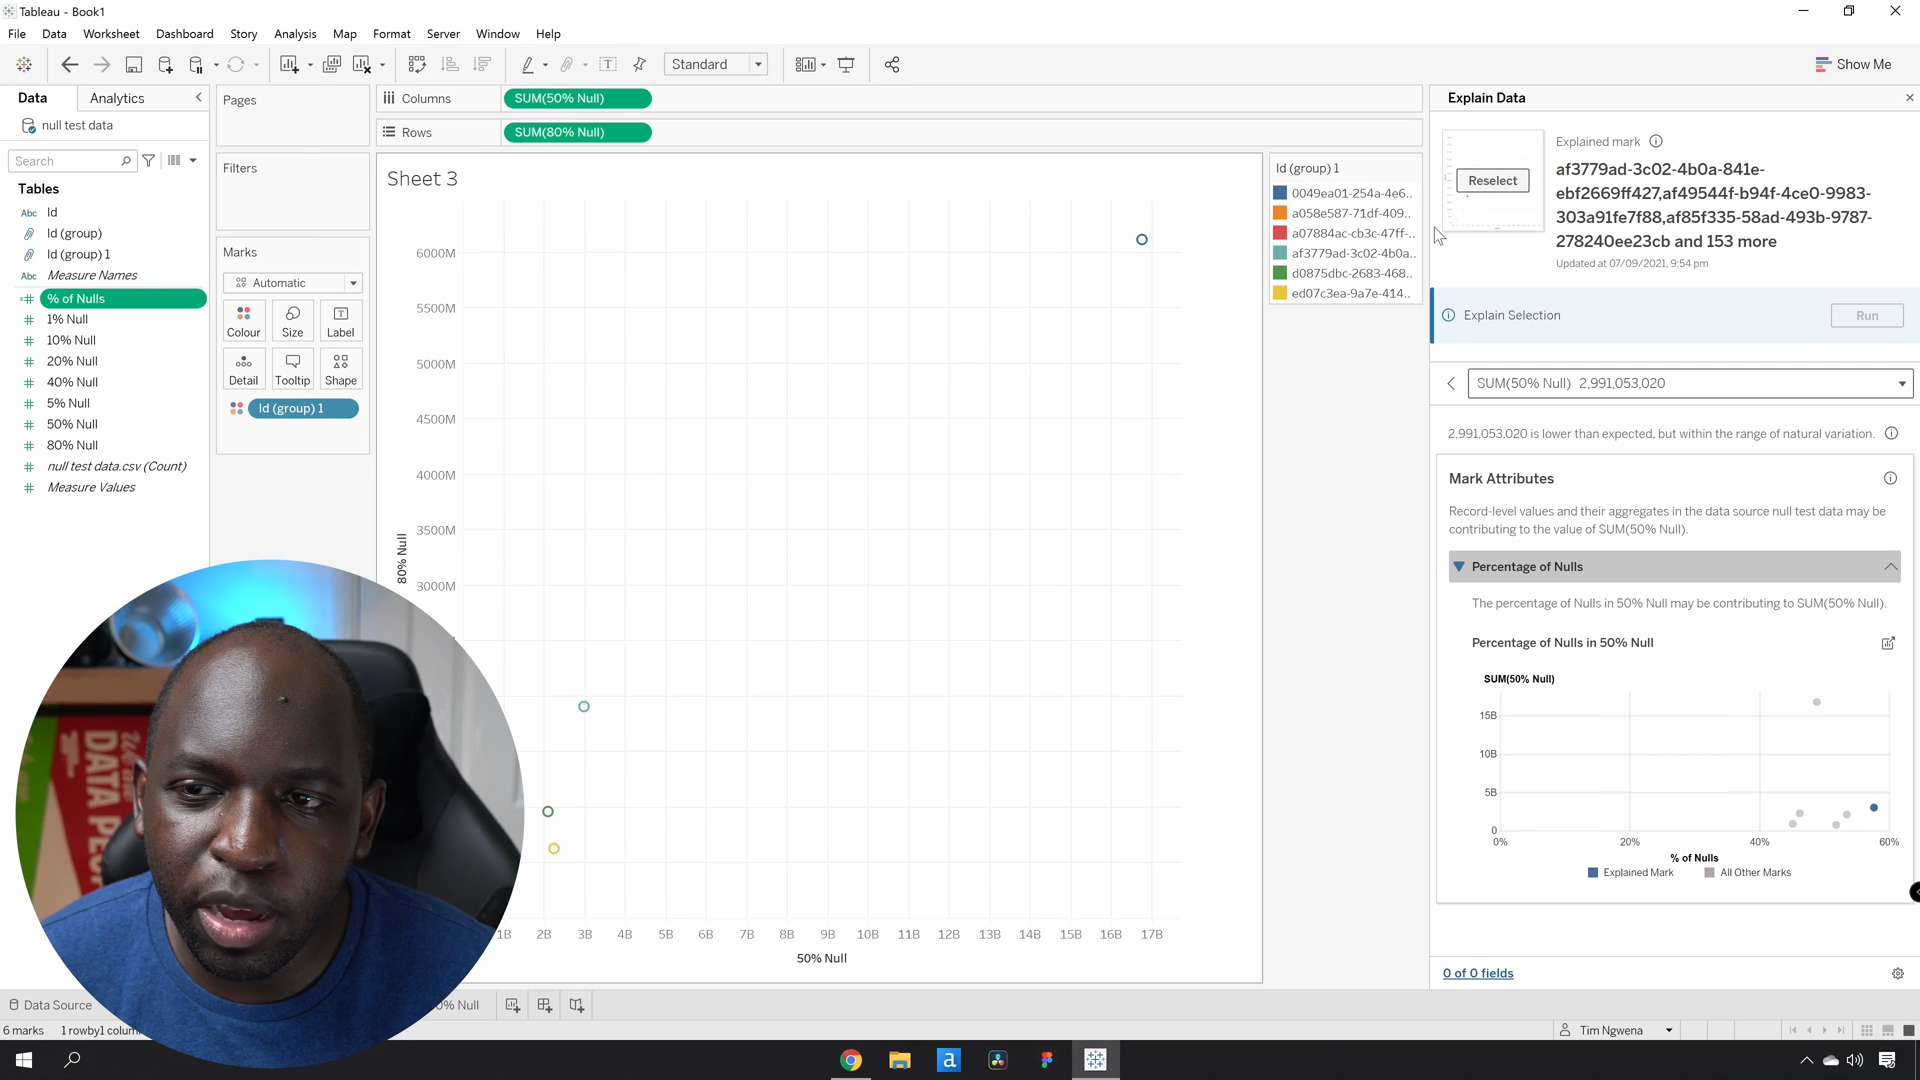 Tableau - Book1
File Data Worksheet Dashboard Story Analysis Map Format Server Window Help
Standard
Show Me
Data Analytics
null test data
Search
Tables
Abc Id
Id (group)
Id (group) 1
Abc Measure Names
% of Nulls
1% Null
10% Null
20% Null
40% Null
5% Null
50% Null
80% Null
null test data.csv (Count)
Measure Values
Pages
Filters
Marks
Automatic
Colour Size Label
Detail Tooltip Shape
Id (group) 1
Columns SUM(50% Null)
Rows SUM(80% Null)
Sheet 3
6000M
5500M
5000M
4500M
4000M
3500M
3000M
80% Null
1B 2B 3B 4B 5B 6B 7B 8B 9B 10B 11B 12B 13B 14B 15B 16B 17B
50% Null
Id (group) 1
0049ea01-254a-4e6..
a058e587-71df-409..
a07884ac-cb3c-47ff-..
af3779ad-3c02-4b0a..
d0875dbc-2683-468..
ed07c3ea-9a7e-414..
Explain Data
Reselect
Explained mark
af3779ad-3c02-4b0a-841e-
ebf2669ff427,af49544f-b94f-4ce0-9983-
303a91fe7f88,af85f335-58ad-493b-9787-
278240ee23cb and 153 more
Updated at 07/09/2021, 9:54 pm
Explain Selection Run
SUM(50% Null) 2,991,053,020
2,991,053,020 is lower than expected, but within the range of natural variation.
Mark Attributes
Record-level values and their aggregates in the data source null test data may be
contributing to the value of SUM(50% Null).
Percentage of Nulls
The percentage of Nulls in 50% Null may be contributing to SUM(50% Null).
Percentage of Nulls in 50% Null
SUM(50% Null)
15B
10B
5B
0
0% 20% 40% 60%
% of Nulls
Explained Mark All Other Marks
0 of 0 fields
DATA
Data Source
0% Null
6 marks 1 rowby1 colum
Tim Ngwena